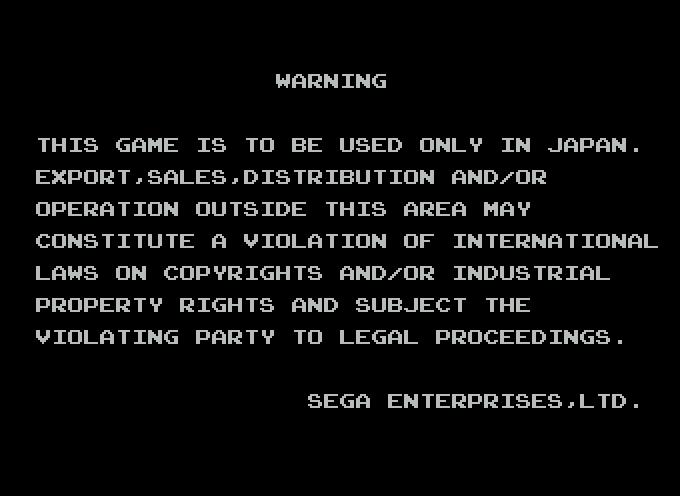 WARNING
THIS GAME IS TO BE USED ONLY IN JAPAN.
EXPORT,SALES,DISTRIBUTION AND/OR
OPERATION OUTSIDE THIS AREA MAY
CONSTITUTE A VIOLATION OF INTERNATIONAL
LAWS ON COPYRIGHTS AND/OR INDUSTRIAL
PROPERTY RIGHTS AND SUBJECT THE
VIOLATING PARTY TO LEGAL PROCEEDINGS.
SEGA ENTERPRISES,LTD.